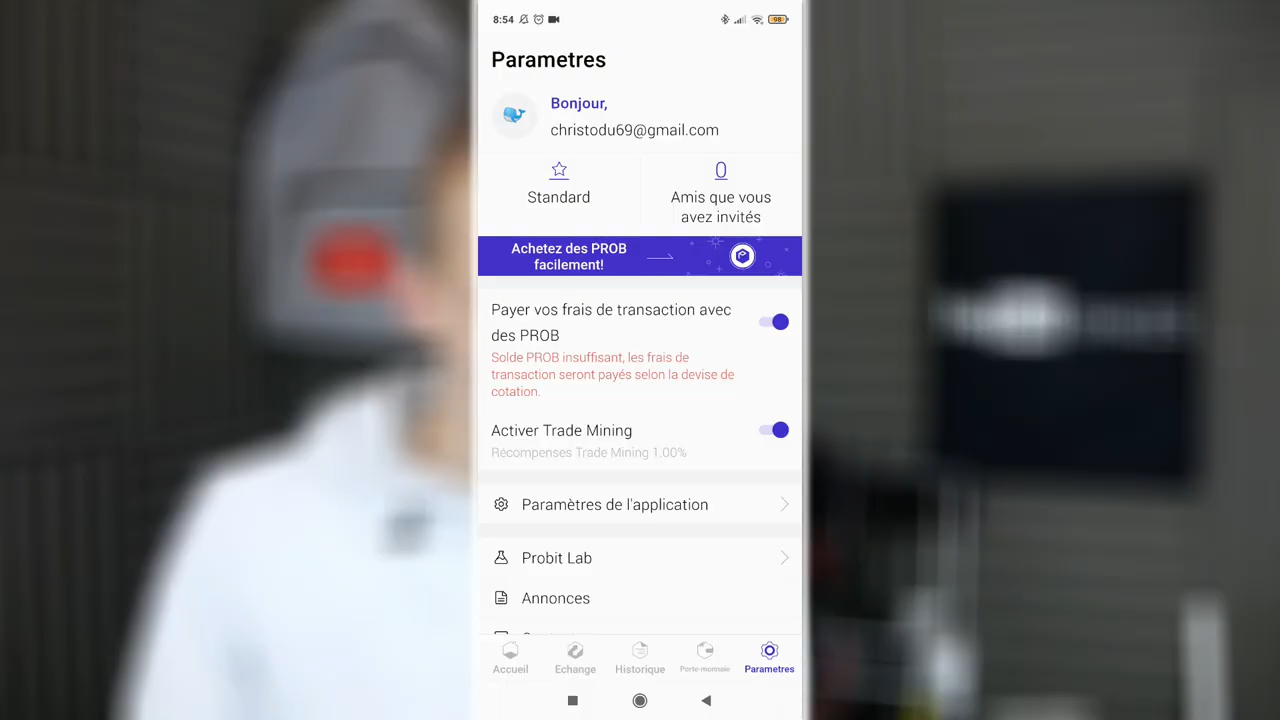 8:54
98
Parametres
Bonjour,
christodu69@gmail.com
0
Standard
Amis que vous
avez invités
Achetez des PROB
facilement!
Payer vos frais de transaction avec
des PROB
Solde PROB insuffisant, les frais de
transaction seront payés selon la devise de
cotation.
Activer Trade Mining
Récompenses Trade Mining 1.00%
Paramètres de l'application
Probit Lab
Annonces
Accueil
Echange
Historique
Porte-monnaie
Parametres